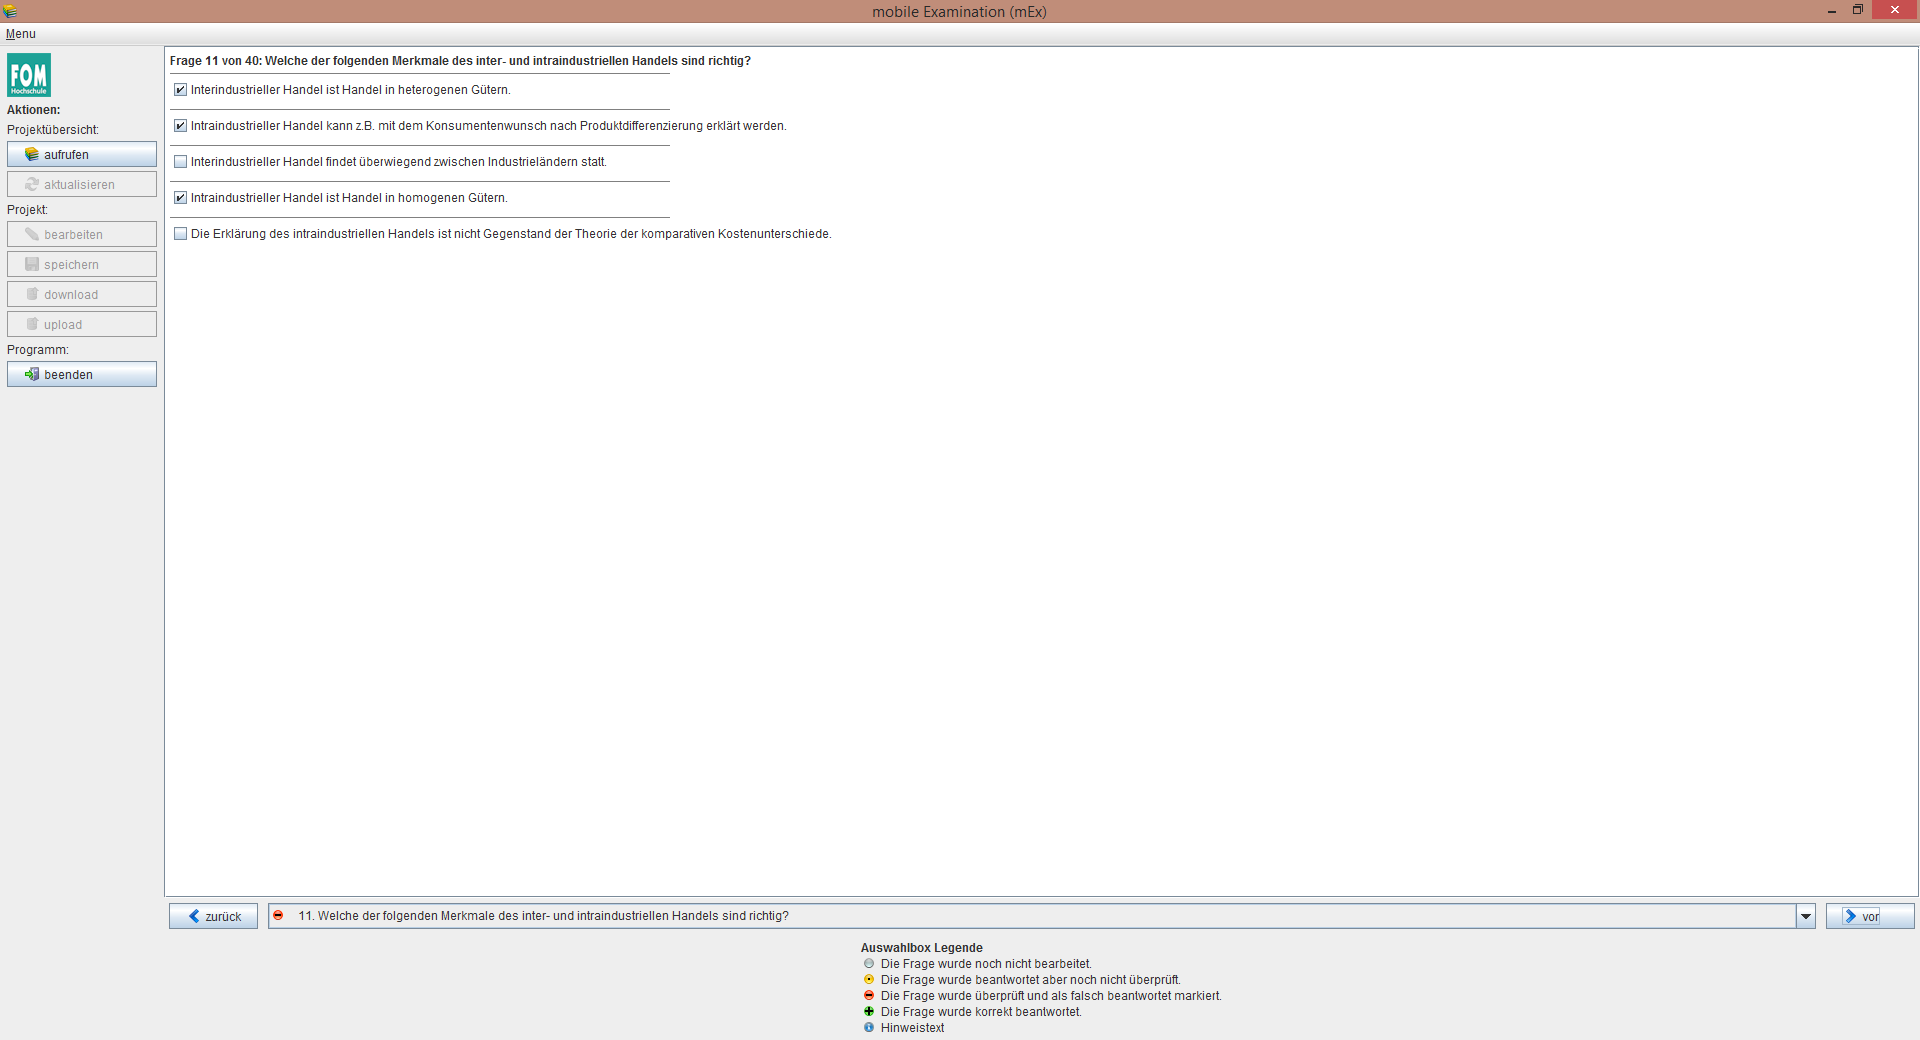 mobile Examination (mEx)
Menu
FOM
Hochschule
Aktionen:
Projektübersicht:
aufrufen
aktualisieren
Projekt:
bearbeiten
speichern
download
upload
Programm:
beenden
Frage 11 von 40: Welche der folgenden Merkmale des inter- und intraindustriellen Handels sind richtig?
Interindustrieller Handel ist Handel in heterogenen Gütern.
Intraindustrieller Handel kann z.B. mit dem Konsumentenwunsch nach Produktdifferenzierung erklärt werden.
Interindustrieller Handel findet überwiegend zwischen Industrieländern statt.
Intraindustrieller Handel ist Handel in homogenen Gütern.
Die Erklärung des intraindustriellen Handels ist nicht Gegenstand der Theorie der komparativen Kostenunterschiede.
zurück
11. Welche der folgenden Merkmale des inter- und intraindustriellen Handels sind richtig?
vor
Auswahlbox Legende
Die Frage wurde noch nicht bearbeitet.
Die Frage wurde beantwortet aber noch nicht überprüft.
Die Frage wurde überprüft und als falsch beantwortet markiert.
Die Frage wurde korrekt beantwortet.
Hinweistext